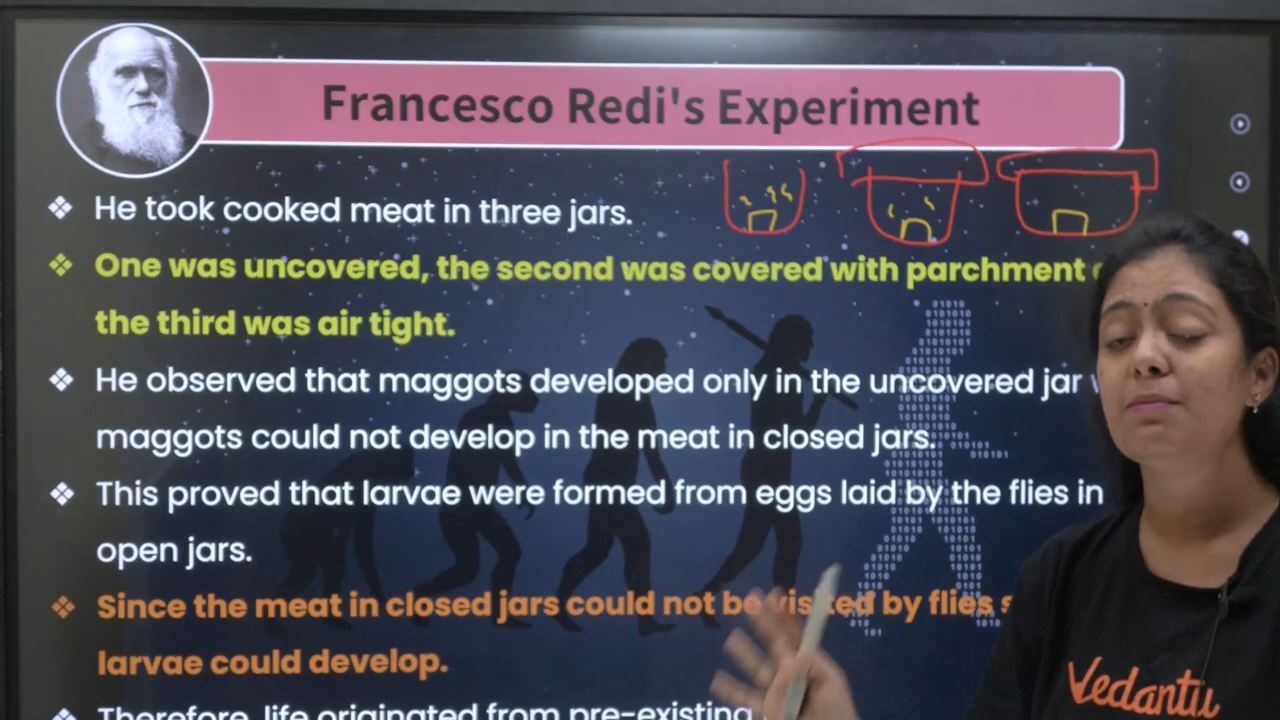 Francesco Redi's Experiment
❖ He took cooked meat in three jars.
❖ One was uncovered, the second was covered with parchment
the third was air tight.
❖ He observed that maggots developed only in the uncovered jar
maggots could not develop in the meat in closed jars.
❖ This proved that larvae were formed from eggs laid by the flies in
open jars.
❖ Since the meat in closed jars could not be visited by flies
larvae could develop.
❖ Therefore, life originated from pre-existing
Vedantu